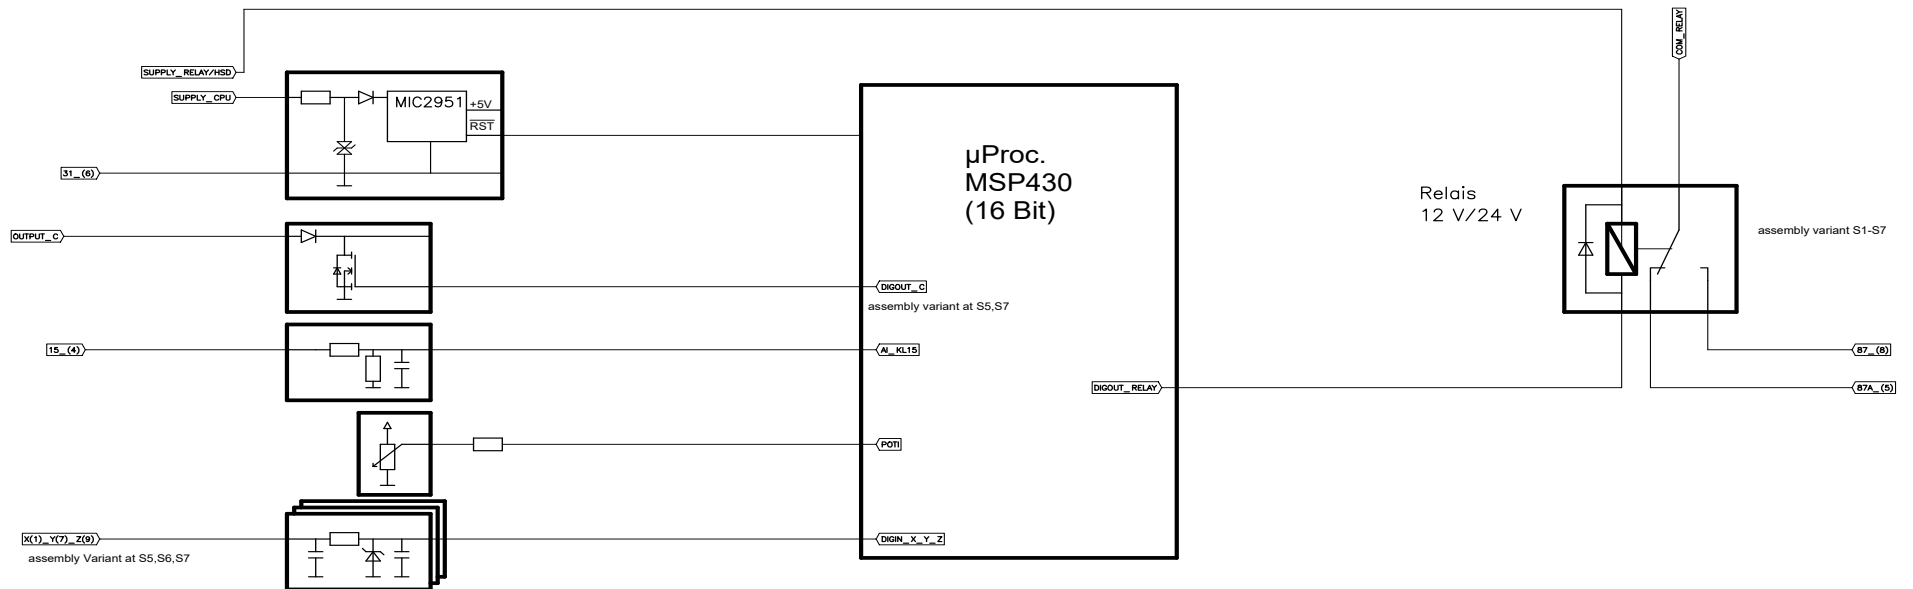 COM_RELAY
SUPPLY_RELAY/HSD
SUPPLY_CPU
MIC2951
+5V
RST
31_(6)
µProc.
MSP430
(16 Bit)
Relais
12 V/24 V
assembly variant S1-S7
OUTPUT_C
DIGOUT_C
assembly variant at S5,S7
15_(4)
AI_KL15
87_(8)
DIGOUT_RELAY
87A_(5)
POTI
X(1)_Y(7)_Z(9)
DIGIN_X_Y_Z
assembly Variant at S5,S6,S7